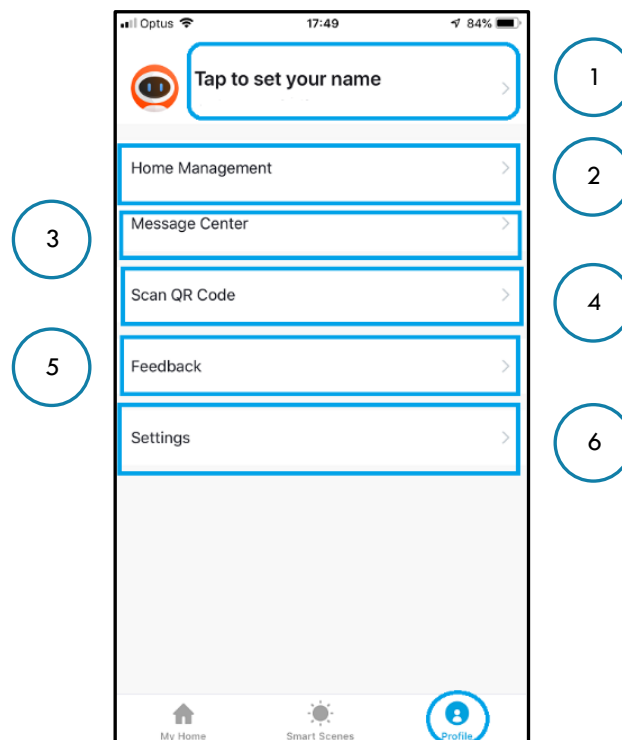 Optus 17:49 84%
Tap to set your name
1
Home Management
2
Message Center
3
Scan QR Code
4
Feedback
5
Settings
6
My Home Smart Scenes Profile